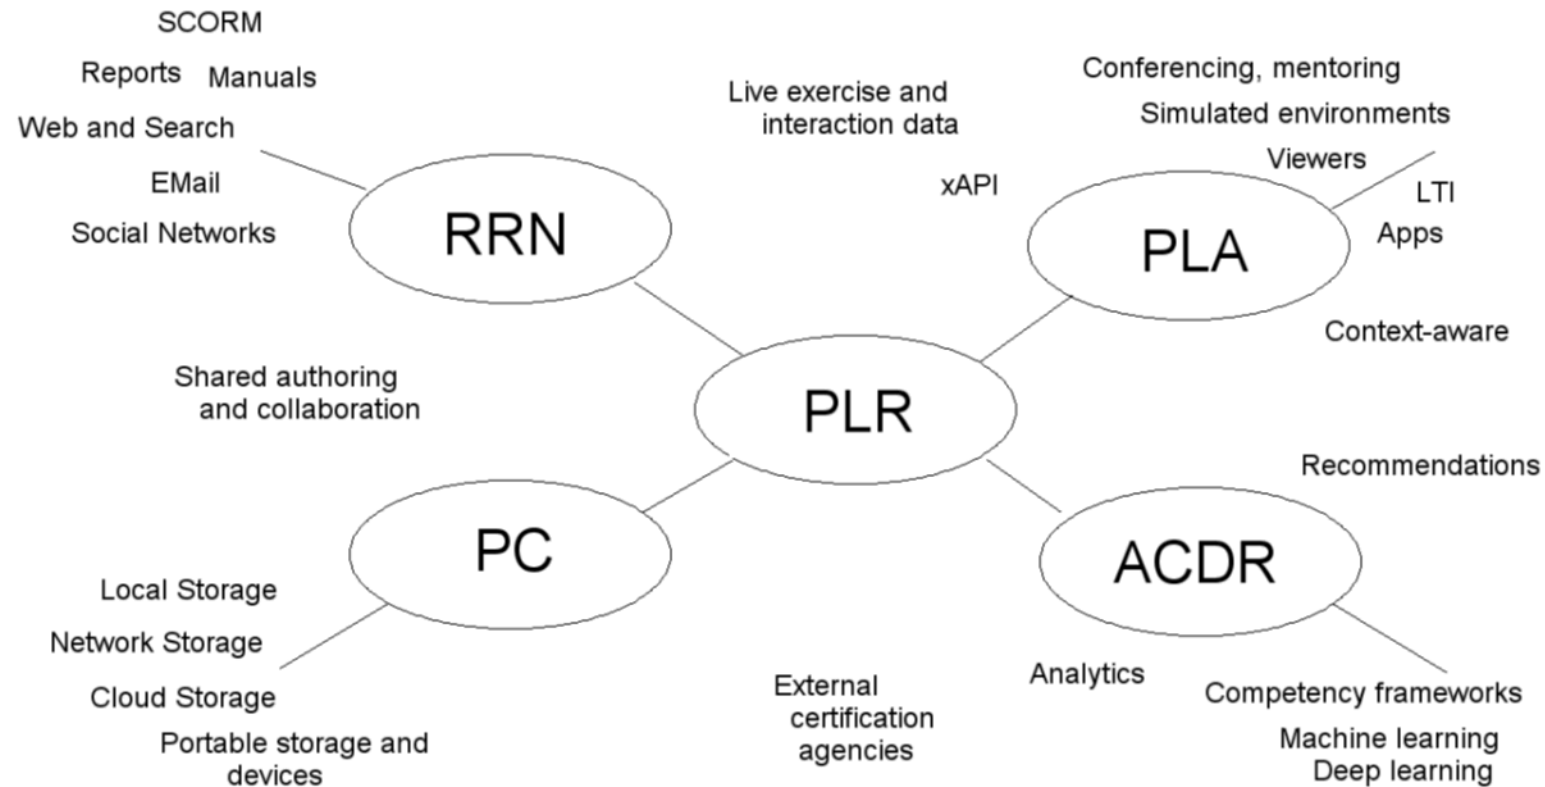 SCORM
Reports
Manuals
Web and Search
EMail
Social Networks
RRN
Live exercise and
interaction data
xAPI
Conferencing, mentoring
Simulated environments
Viewers
LTI
Apps
PLA
Context-aware
Shared authoring
and collaboration
PLR
Recommendations
PC
Local Storage
Network Storage
Cloud Storage
Portable storage and
devices
External
certification
agencies
ACDR
Analytics
Competency frameworks
Machine learning
Deep learning